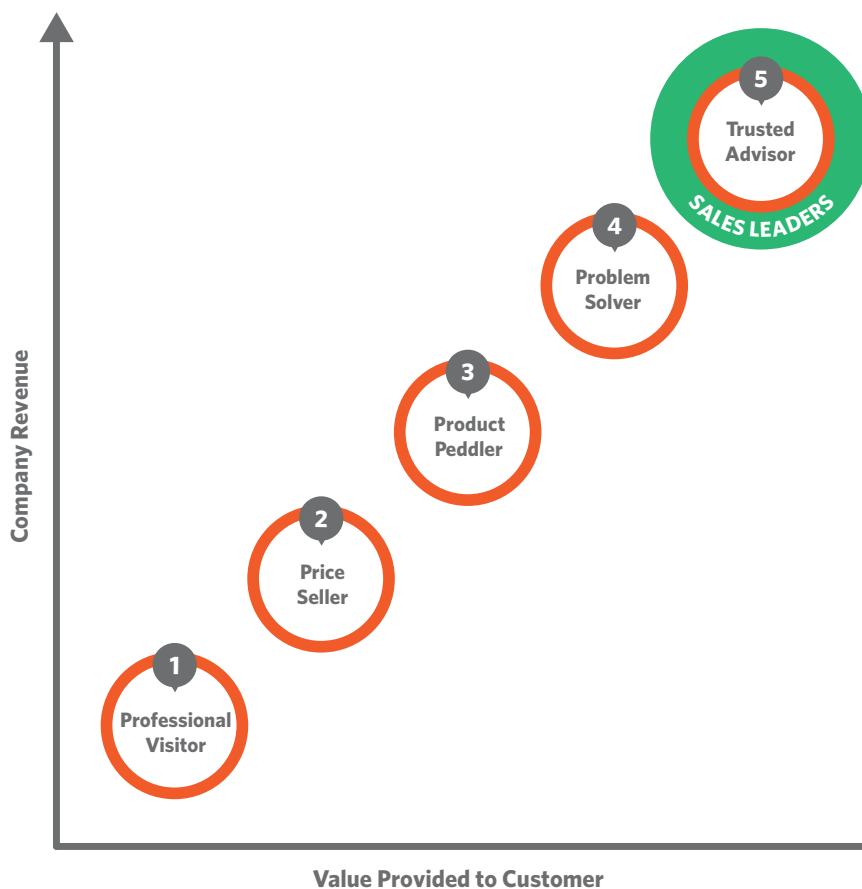 5
Trusted
Advisor
SALES LEADERS
4
Problem
Solver
3
Product
Peddler
2
Price
Seller
1
Professional
Visitor
Company Revenue
Value Provided to Customer